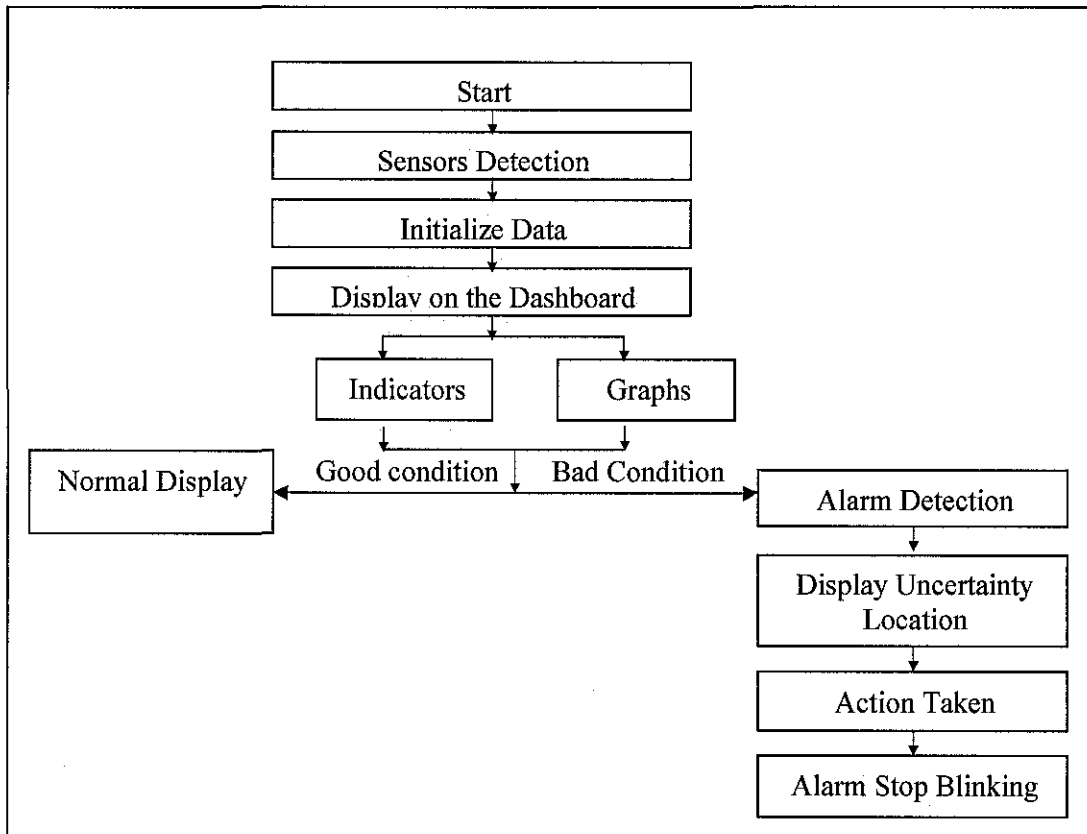 Start
Sensors Detection
Initialize Data
Display on the Dashboard
Indicators
Graphs
Good condition
Bad Condition
Normal Display
Alarm Detection
Display Uncertainty
Location
Action Taken
Alarm Stop Blinking